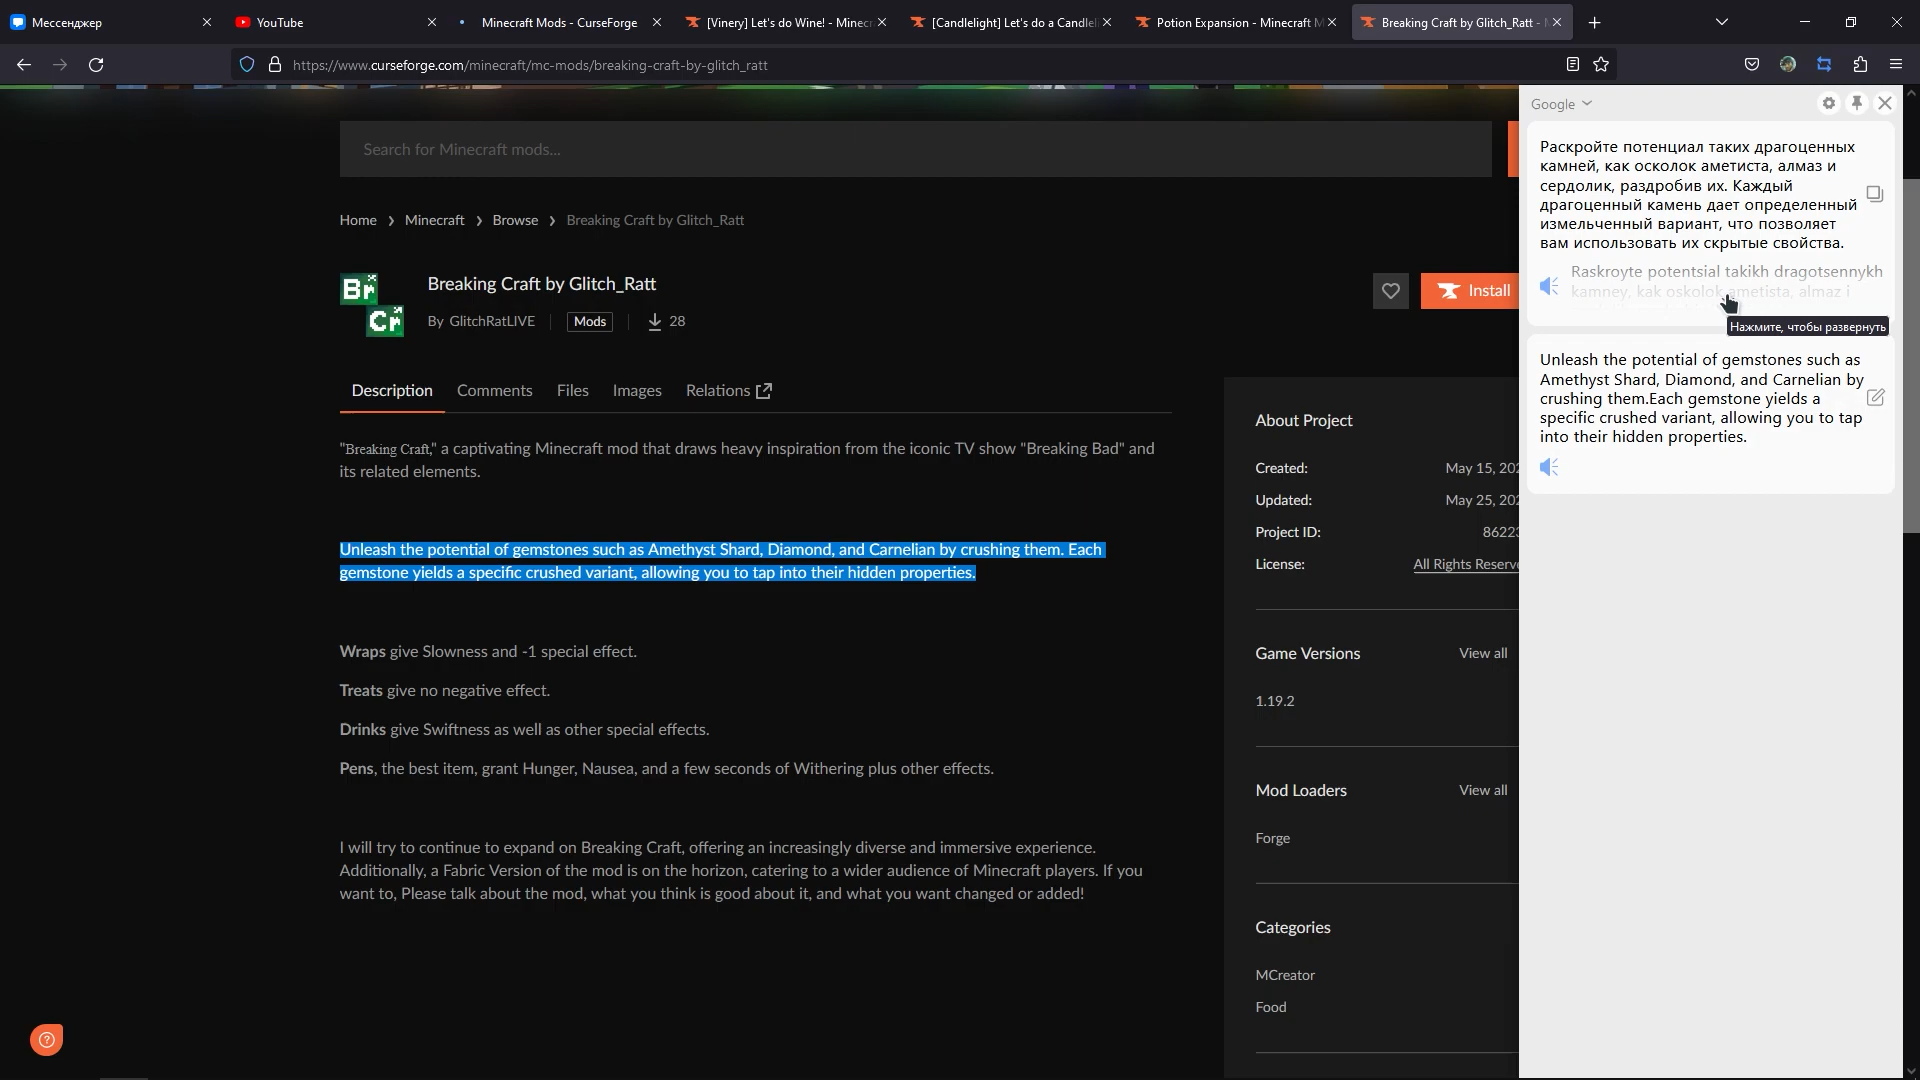 Мессенджер
YouTube
Minecraft Mods - CurseForge
[Vinery] Let's do Wine! - Minecr
[Candlelight] Let's do a Candlel
Potion Expansion - Minecraft M
Breaking Craft by Glitch_Ratt -
https://www.curseforge.com/minecraft/mc-mods/breaking-craft-by-glitch_ratt
Search for Minecraft mods...
Home
Minecraft
Browse
Breaking Craft by Glitch_Ratt
Br
Cr
Breaking Craft by Glitch_Ratt
By GlitchRatLIVE
Mods
28
Install
Description
Comments
Files
Images
Relations
"Breaking Craft," a captivating Minecraft mod that draws heavy inspiration from the iconic TV show "Breaking Bad" and
its related elements.
Unleash the potential of gemstones such as Amethyst Shard, Diamond, and Carnelian by crushing them. Each
gemstone yields a specific crushed variant, allowing you to tap into their hidden properties.
Wraps give Slowness and -1 special effect.
Treats give no negative effect.
Drinks give Swiftness as well as other special effects.
Pens, the best item, grant Hunger, Nausea, and a few seconds of Withering plus other effects.
I will try to continue to expand on Breaking Craft, offering an increasingly diverse and immersive experience.
Additionally, a Fabric Version of the mod is on the horizon, catering to a wider audience of Minecraft players. If you
want to, Please talk about the mod, what you think is good about it, and what you want changed or added!
About Project
Created:
May 15, 202
Updated:
May 25, 202
Project ID:
8622
License:
All Rights Reserv
Game Versions
View all
1.19.2
Mod Loaders
View all
Forge
Categories
MCreator
Food
Google
Раскройте потенциал таких драгоценных
камней, как осколок аметиста, алмаз и
сердолик, раздробив их. Каждый
драгоценный камень дает определенный
измельченный вариант, что позволяет
вам использовать их скрытые свойства.
Raskroyte potentsial takikh dragotsennykh
kamney, kak oskolok ametista, almaz i
Нажмите, чтобы развернуть
Unleash the potential of gemstones such as
Amethyst Shard, Diamond, and Carnelian by
crushing them.Each gemstone yields a
specific crushed variant, allowing you to tap
into their hidden properties.